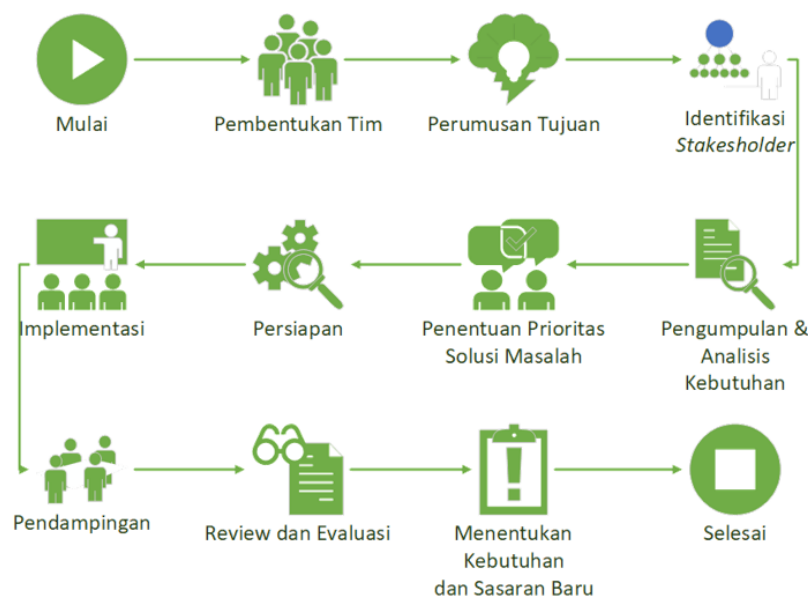 Mulai
Pembentukan Tim
Perumusan Tujuan
Identifikasi
Stakesholder
Implementasi
Persiapan
Penentuan Prioritas
Solusi Masalah
Pengumpulan &
Analisis
Kebutuhan
Pendampingan
Review dan Evaluasi
Menentukan
Kebutuhan
dan Sasaran Baru
Selesai